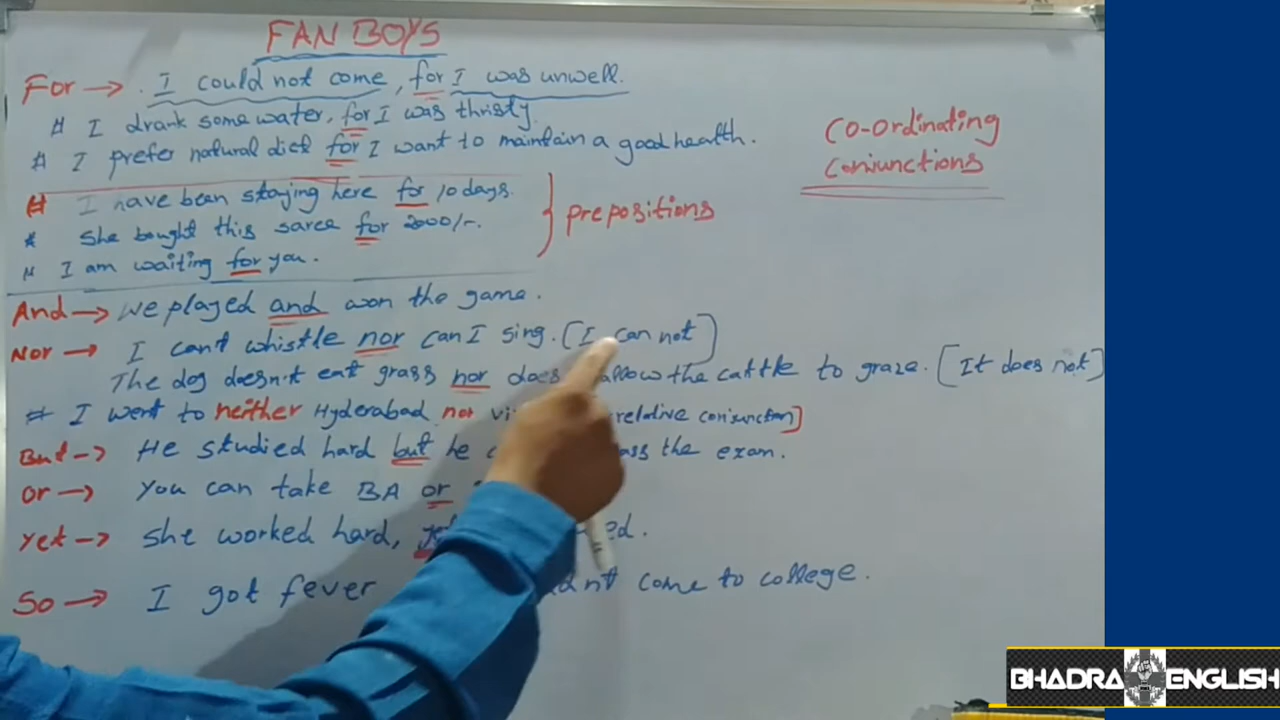 FAN BOYS
For → . I could not come, for I was unwell.
# I drank some water, for I was thristy.
# I prefer natural diet for I want to maintain a good health.
Co-ordinating
conjunctions
# I have been staying here for 10 days.
* She bought this saree for 2000/-.
" I am waiting for you.
} prepositions
And → We played and won the game.
Nor → I can't whistle nor can I sing. [I can not]
The dog doesn't eat grass nor does allow the cattle to graze. [It does not]
# I went to neither Hyderabad nor relative conjunction]
But → He studied hard but he the exam.
Or → You can take BA or
Yet → She worked hard,
So → I got fever come to college.
BHADRA ENGLISH